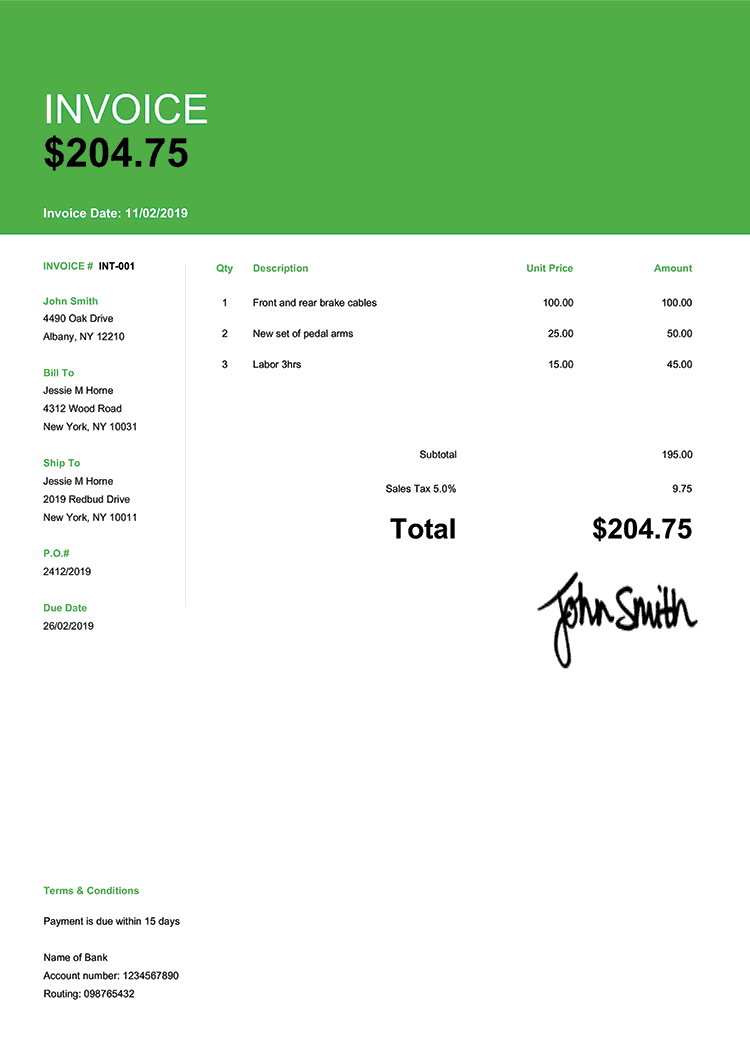 INVOICE
$204.75
Invoice Date: 11/02/2019
INVOICE # INT-001
John Smith
4490 Oak Drive
Albany, NY 12210
Bill To
Jessie M Horne
4312 Wood Road
New York, NY 10031
Ship To
Jessie M Horne
2019 Redbud Drive
New York, NY 10011
P.O.#
2412/2019
Due Date
26/02/2019
Qty Description Unit Price Amount
1 Front and rear brake cables 100.00 100.00
2 New set of pedal arms 25.00 50.00
3 Labor 3hrs 15.00 45.00
Subtotal 195.00
Sales Tax 5.0% 9.75
Total $204.75
John Smith
Terms & Conditions
Payment is due within 15 days
Name of Bank
Account number: 1234567890
Routing: 098765432